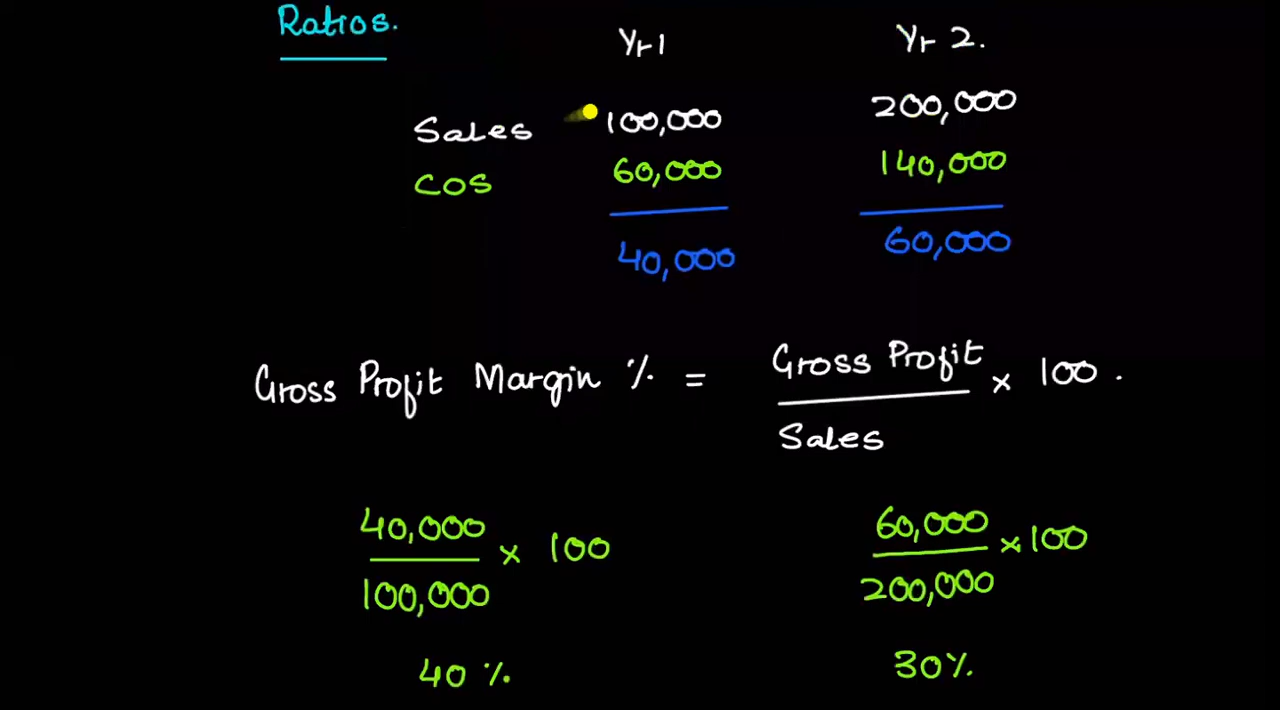 Ratios.
Yr 1 Yr 2.
Sales 100,000 200,000
COS 60,000 140,000
40,000 60,000
Gross Profit Margin % = Gross Profit / Sales × 100.
40,000 / 100,000 × 100 60,000 / 200,000 × 100
40 % 30%